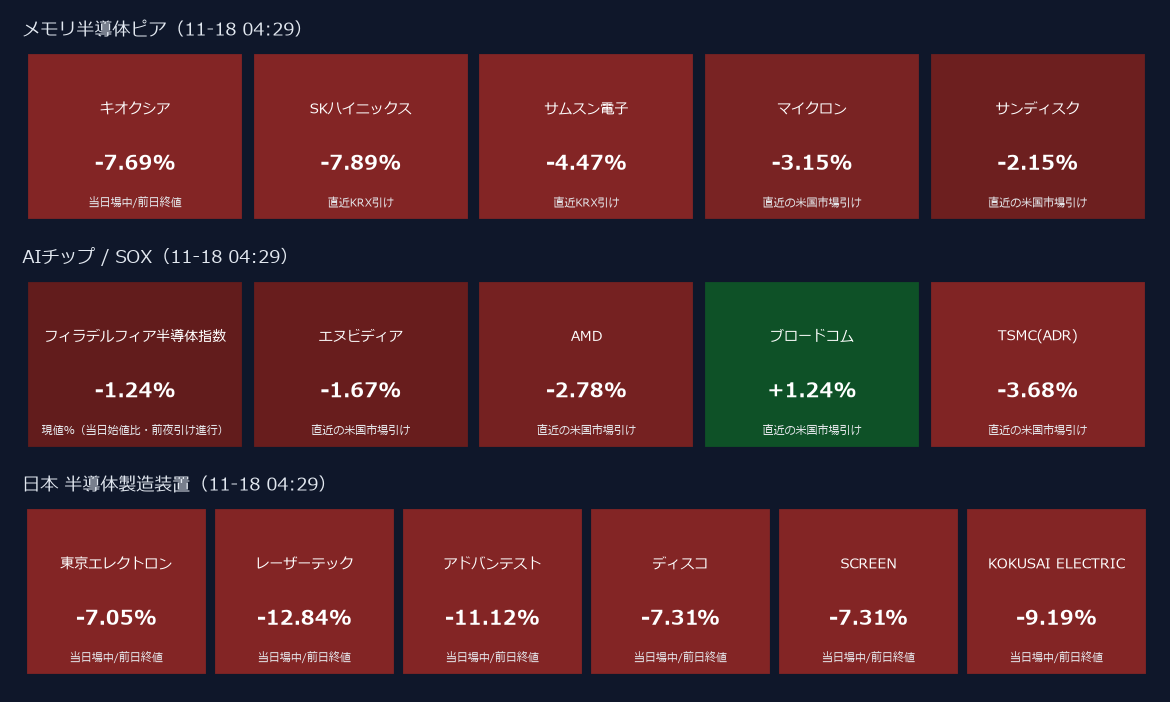 メモリ半導体ピア（11-18 04:29）
キオクシア
-7.69%
当日場中/前日終値
SKハイニックス
-7.89%
直近KRX引け
サムスン電子
-4.47%
直近KRX引け
マイクロン
-3.15%
直近の米国市場引け
サンディスク
-2.15%
直近の米国市場引け
AIチップ / SOX（11-18 04:29）
フィラデルフィア半導体指数
-1.24%
現値%（当日始値比・前夜引け進行）
エヌビディア
-1.67%
直近の米国市場引け
AMD
-2.78%
直近の米国市場引け
ブロードコム
+1.24%
直近の米国市場引け
TSMC(ADR)
-3.68%
直近の米国市場引け
日本 半導体製造装置（11-18 04:29）
東京エレクトロン
-7.05%
当日場中/前日終値
レーザーテック
-12.84%
当日場中/前日終値
アドバンテスト
-11.12%
当日場中/前日終値
ディスコ
-7.31%
当日場中/前日終値
SCREEN
-7.31%
当日場中/前日終値
KOKUSAI ELECTRIC
-9.19%
当日場中/前日終値